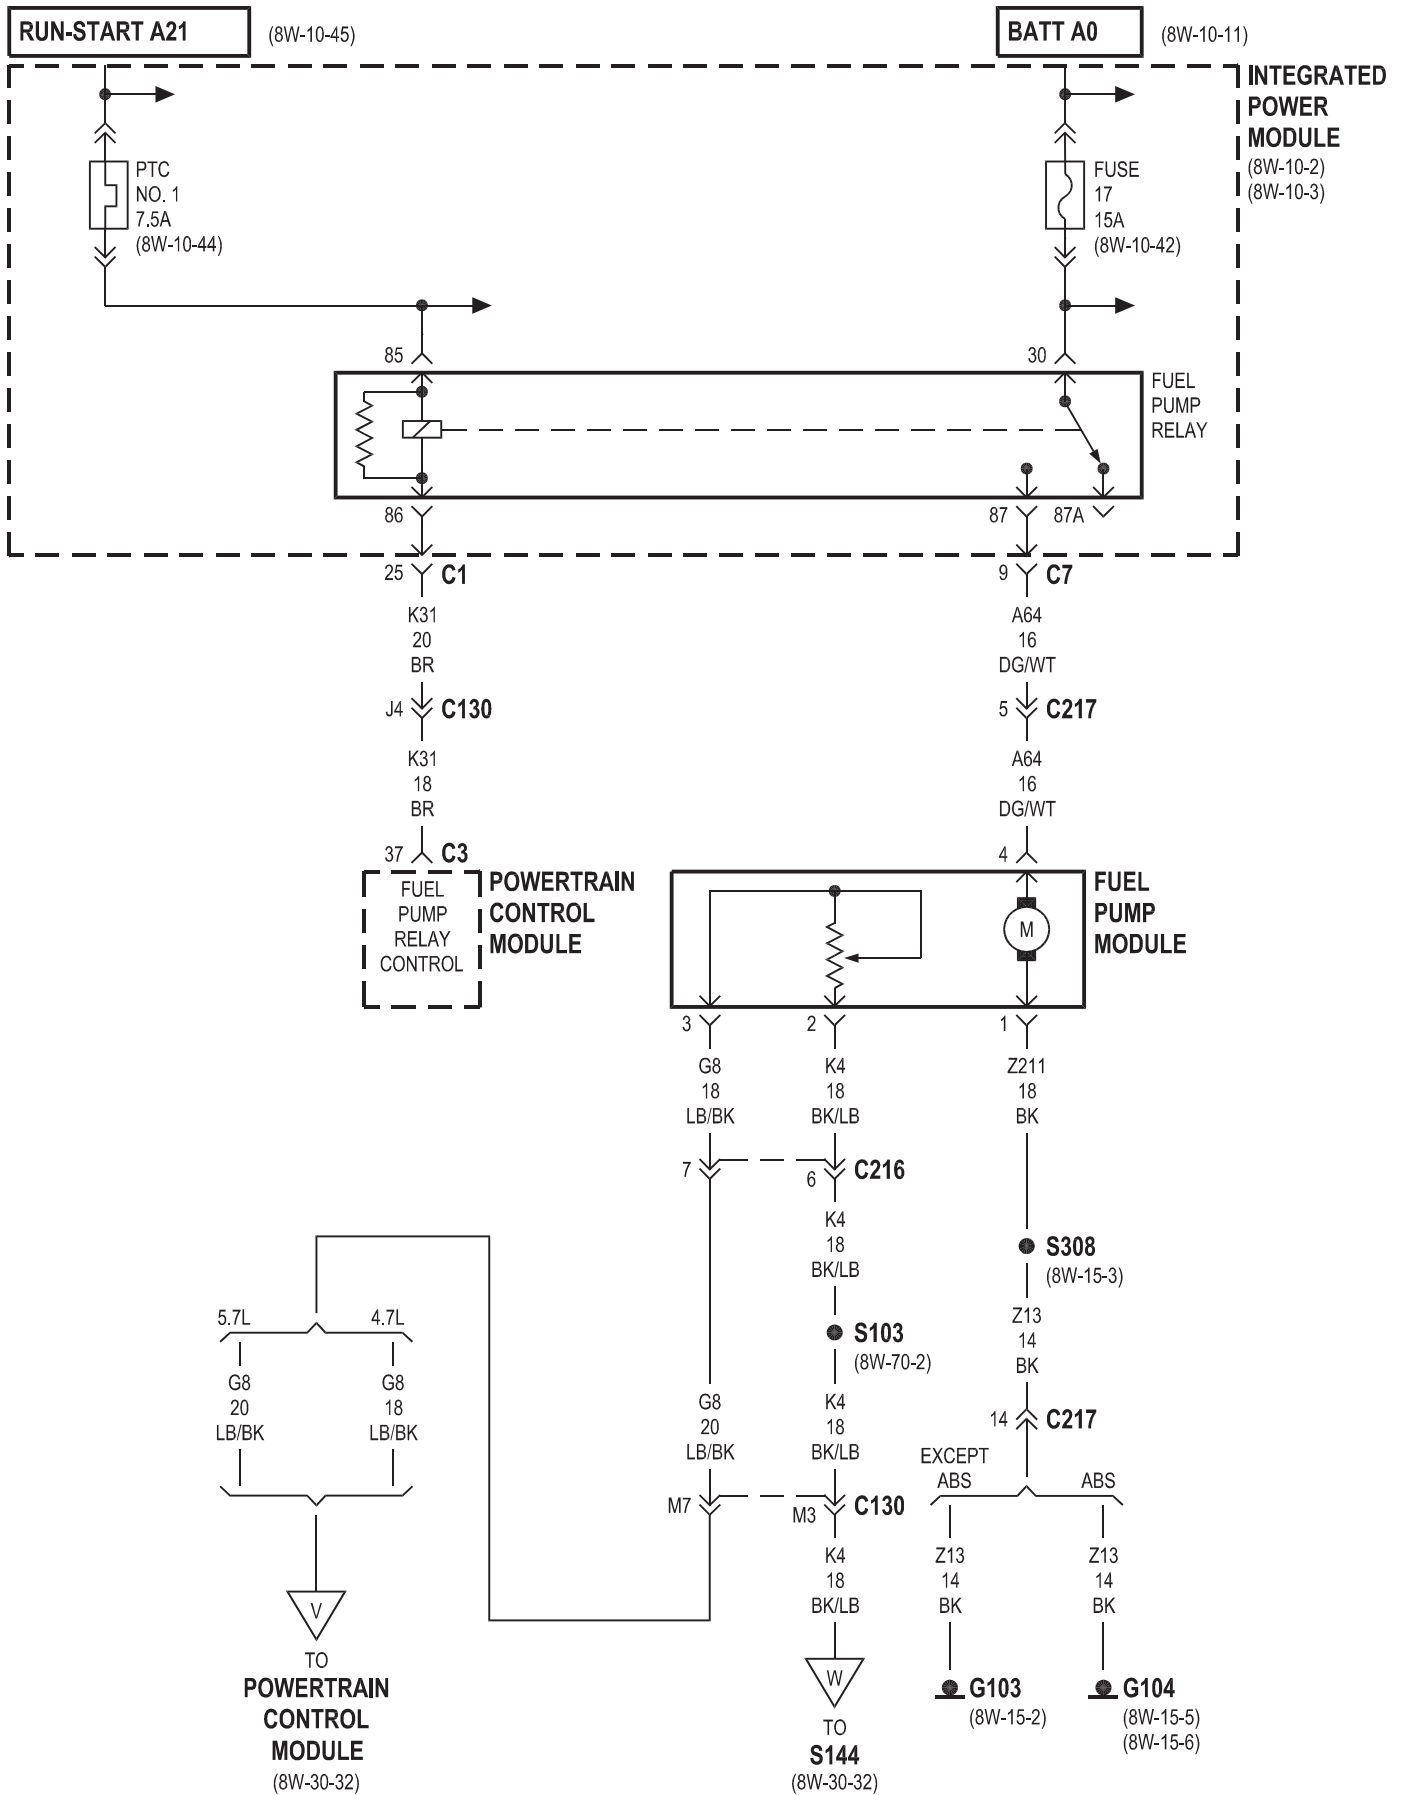 RUN-START A21
(8W-10-45)
BATT A0
(8W-10-11)
INTEGRATED
POWER
MODULE
(8W-10-2)
(8W-10-3)
PTC
NO. 1
7.5A
(8W-10-44)
FUSE
17
15A
(8W-10-42)
85
30
FUEL
PUMP
RELAY
86
87
87A
25
C1
9
C7
K31
20
BR
A64
16
DG/WT
J4
C130
5
C217
K31
18
BR
A64
16
DG/WT
37
C3
4
FUEL
PUMP
RELAY
CONTROL
POWERTRAIN
CONTROL
MODULE
M
FUEL
PUMP
MODULE
3
2
1
G8
18
LB/BK
K4
18
BK/LB
Z211
18
BK
7
6
C216
K4
18
BK/LB
S308
(8W-15-3)
5.7L
4.7L
S103
(8W-70-2)
Z13
14
BK
G8
20
LB/BK
G8
18
LB/BK
G8
20
LB/BK
K4
18
BK/LB
14
C217
EXCEPT
ABS
ABS
M7
M3
C130
K4
18
BK/LB
Z13
14
BK
Z13
14
BK
V
TO
POWERTRAIN
CONTROL
MODULE
(8W-30-32)
W
TO
S144
(8W-30-32)
G103
(8W-15-2)
G104
(8W-15-5)
(8W-15-6)